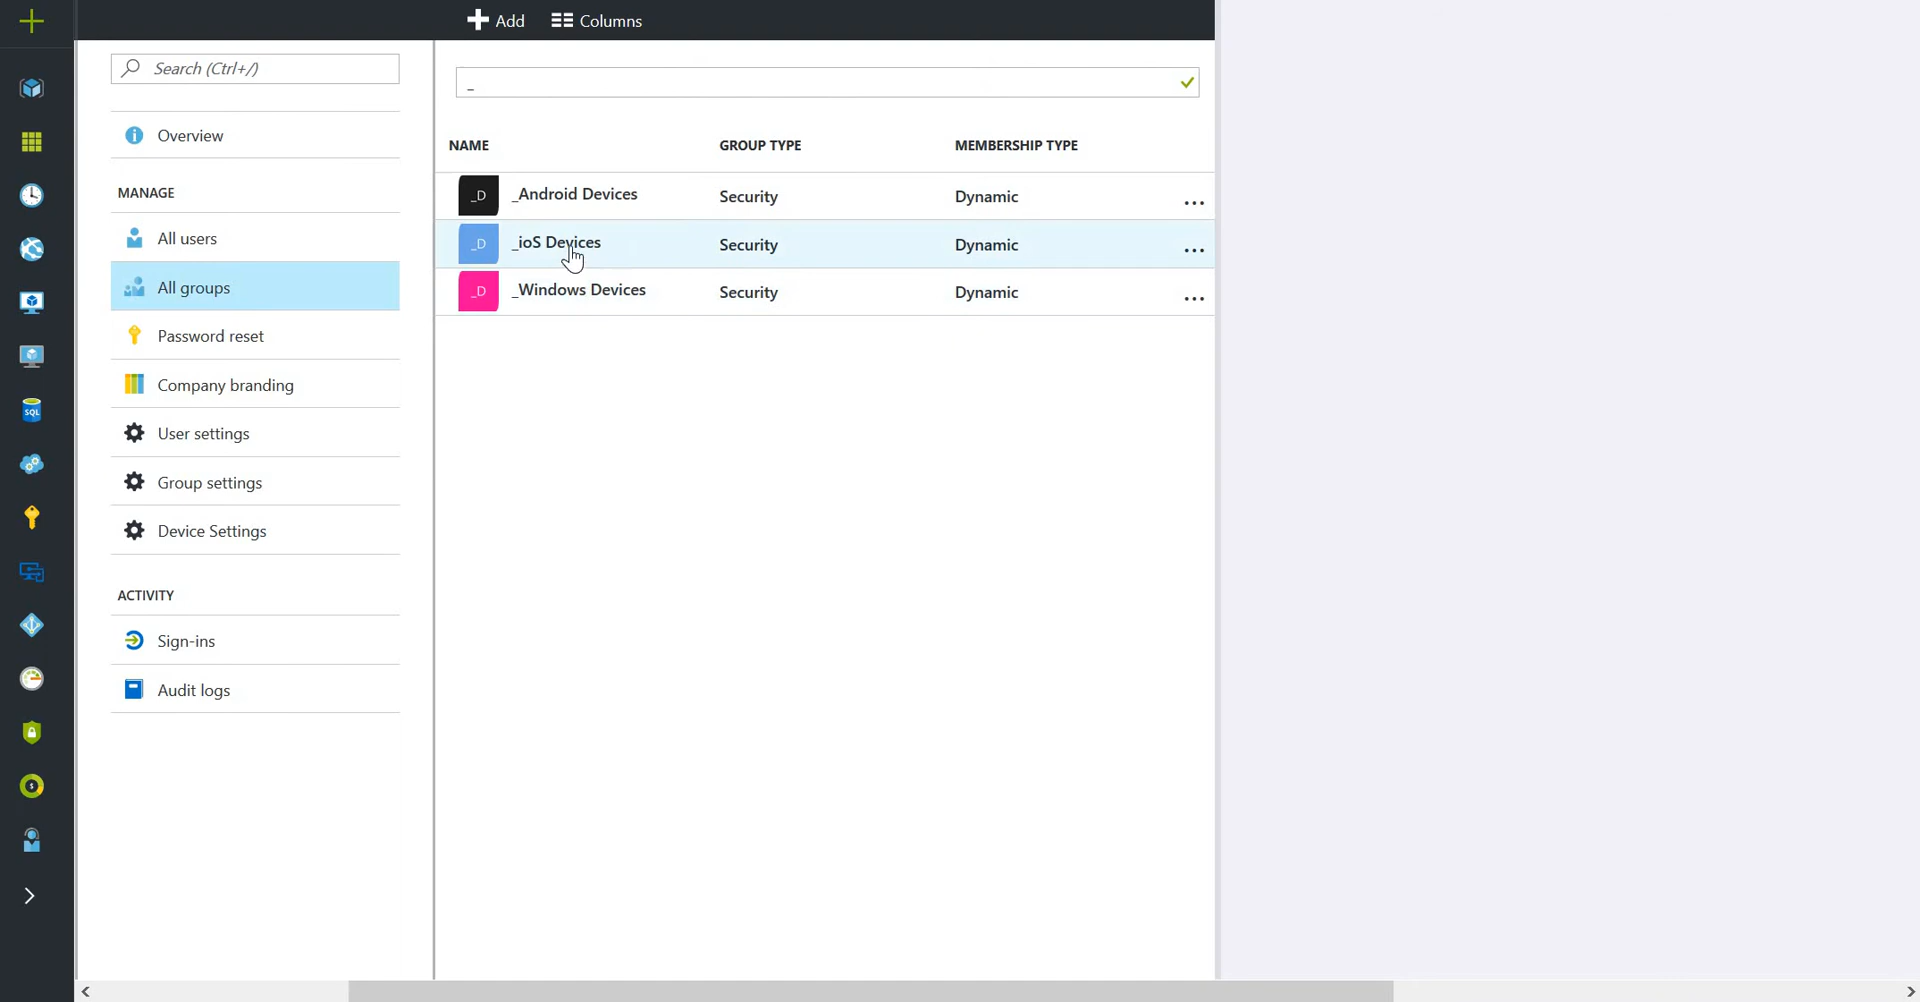 Add
Columns
Search (Ctrl+/)
Overview
MANAGE
All users
All groups
Password reset
Company branding
User settings
Group settings
Device Settings
ACTIVITY
Sign-ins
Audit logs
_
NAME GROUP TYPE MEMBERSHIP TYPE
_D _Android Devices Security Dynamic ...
_D _ioS Devices Security Dynamic ...
_D _Windows Devices Security Dynamic ...
SQL
$